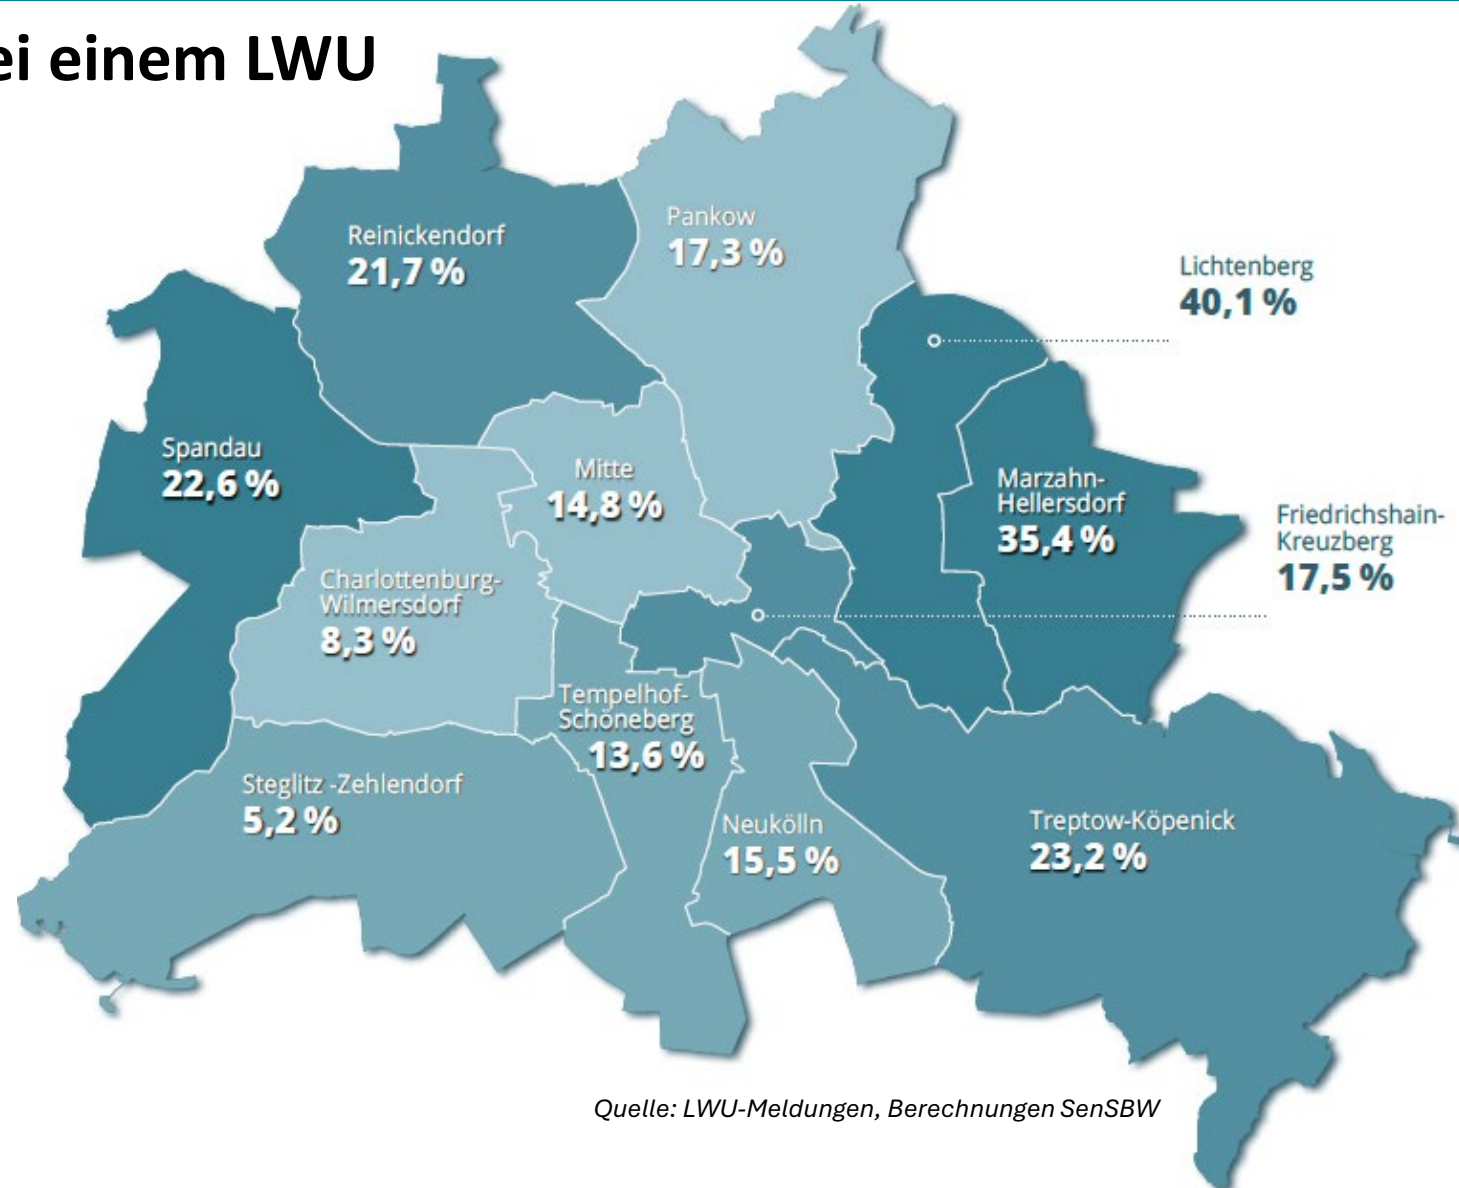 ei einem LWU
Reinickendorf
21,7 %
Pankow
17,3 %
Lichtenberg
40,1 %
Spandau
22,6 %
Mitte
14,8 %
Marzahn-
Hellersdorf
35,4 %
Friedrichshain-
Kreuzberg
17,5 %
Charlottenburg-
Wilmersdorf
8,3 %
Tempelhof-
Schöneberg
13,6 %
Steglitz -Zehlendorf
5,2 %
Neukölln
15,5 %
Treptow-Köpenick
23,2 %
Quelle: LWU-Meldungen, Berechnungen SenSBW